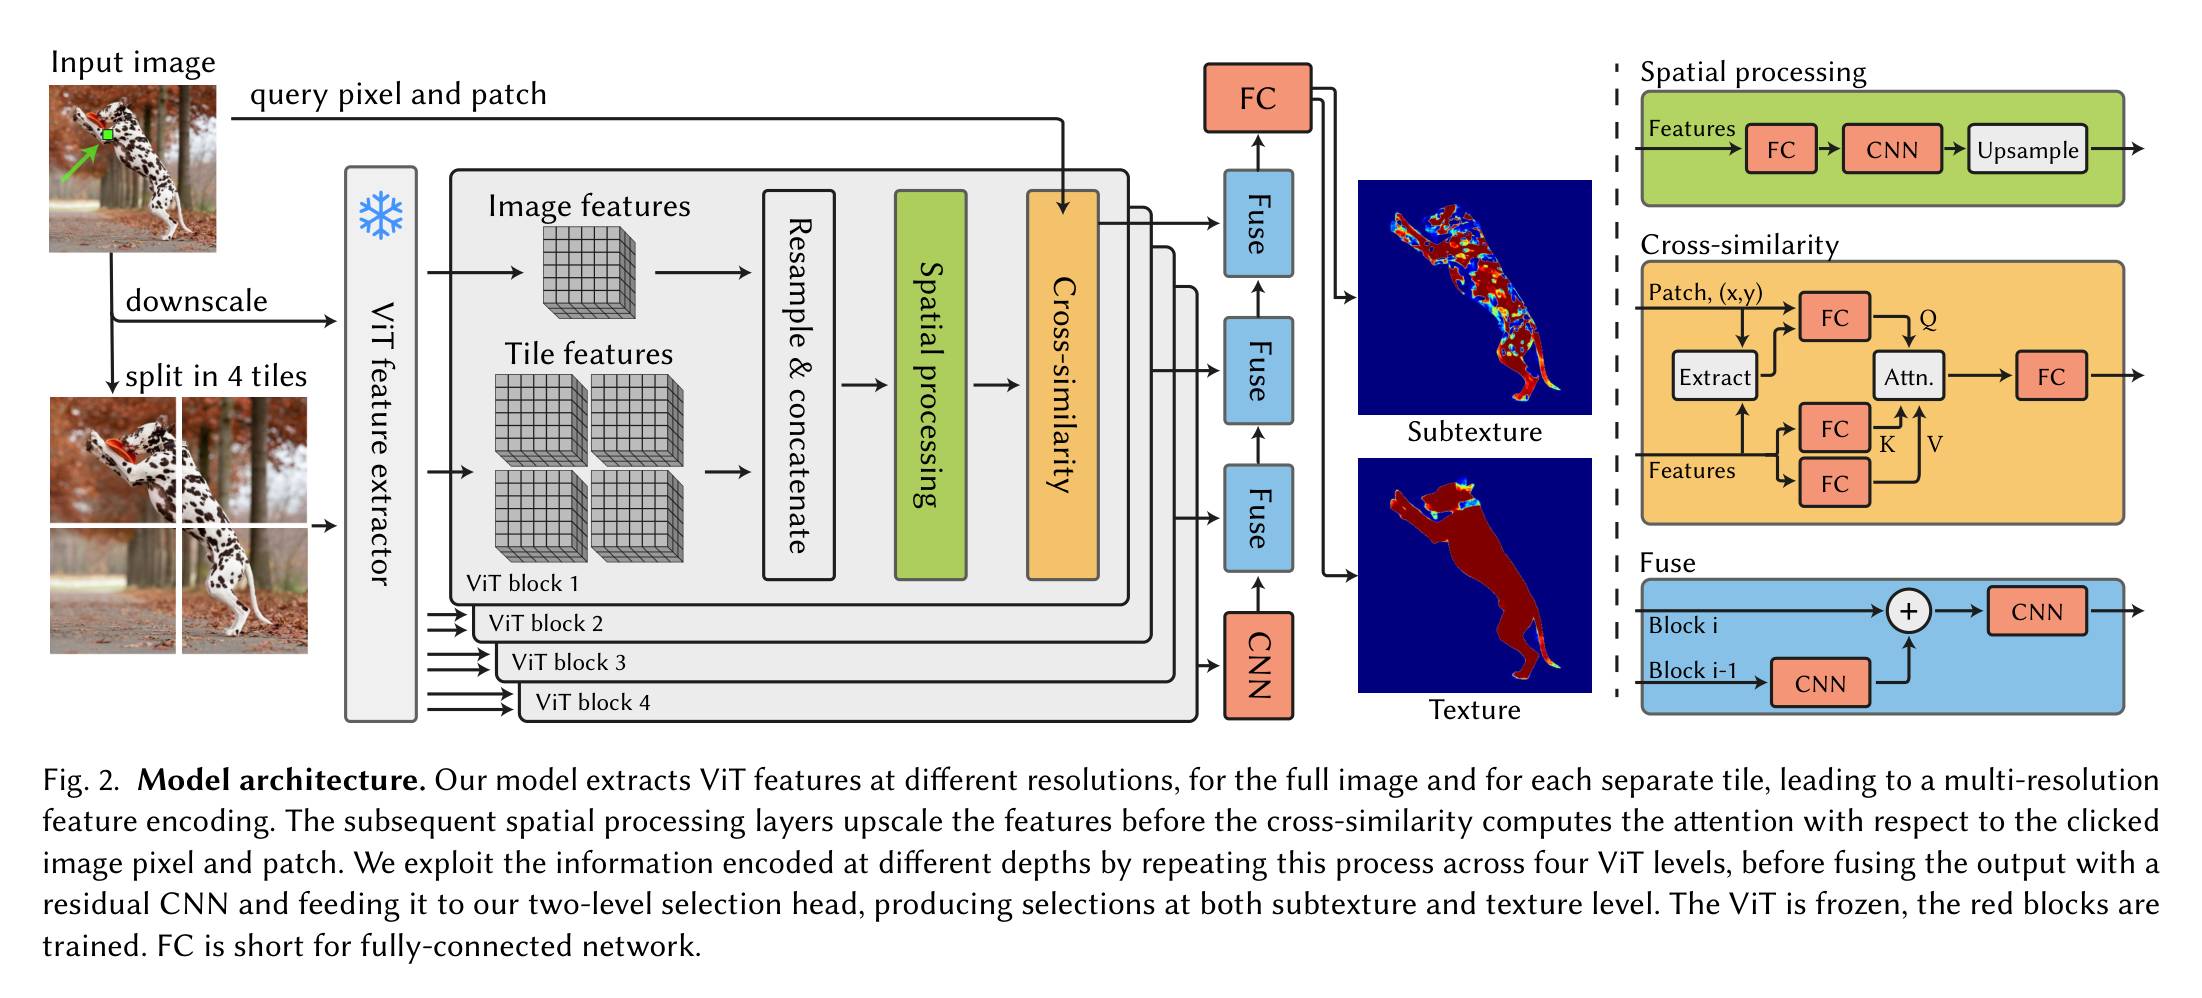 Input image
query pixel and patch
downscale
split in 4 tiles
ViT feature extractor
Image features
Tile features
ViT block 1
ViT block 2
ViT block 3
ViT block 4
Resample & concatenate
Spatial processing
Cross-similarity
FC
Fuse
Fuse
Fuse
CNN
Subtexture
Texture
Spatial processing
Features
FC
CNN
Upsample
Cross-similarity
Patch, (x,y)
FC
Q
Extract
Attn.
FC
FC
K
V
Features
FC
Fuse
Block i
+
CNN
Block i-1
CNN
Fig. 2. Model architecture. Our model extracts ViT features at different resolutions, for the full image and for each separate tile, leading to a multi-resolution
feature encoding. The subsequent spatial processing layers upscale the features before the cross-similarity computes the attention with respect to the clicked
image pixel and patch. We exploit the information encoded at different depths by repeating this process across four ViT levels, before fusing the output with a
residual CNN and feeding it to our two-level selection head, producing selections at both subtexture and texture level. The ViT is frozen, the red blocks are
trained. FC is short for fully-connected network.